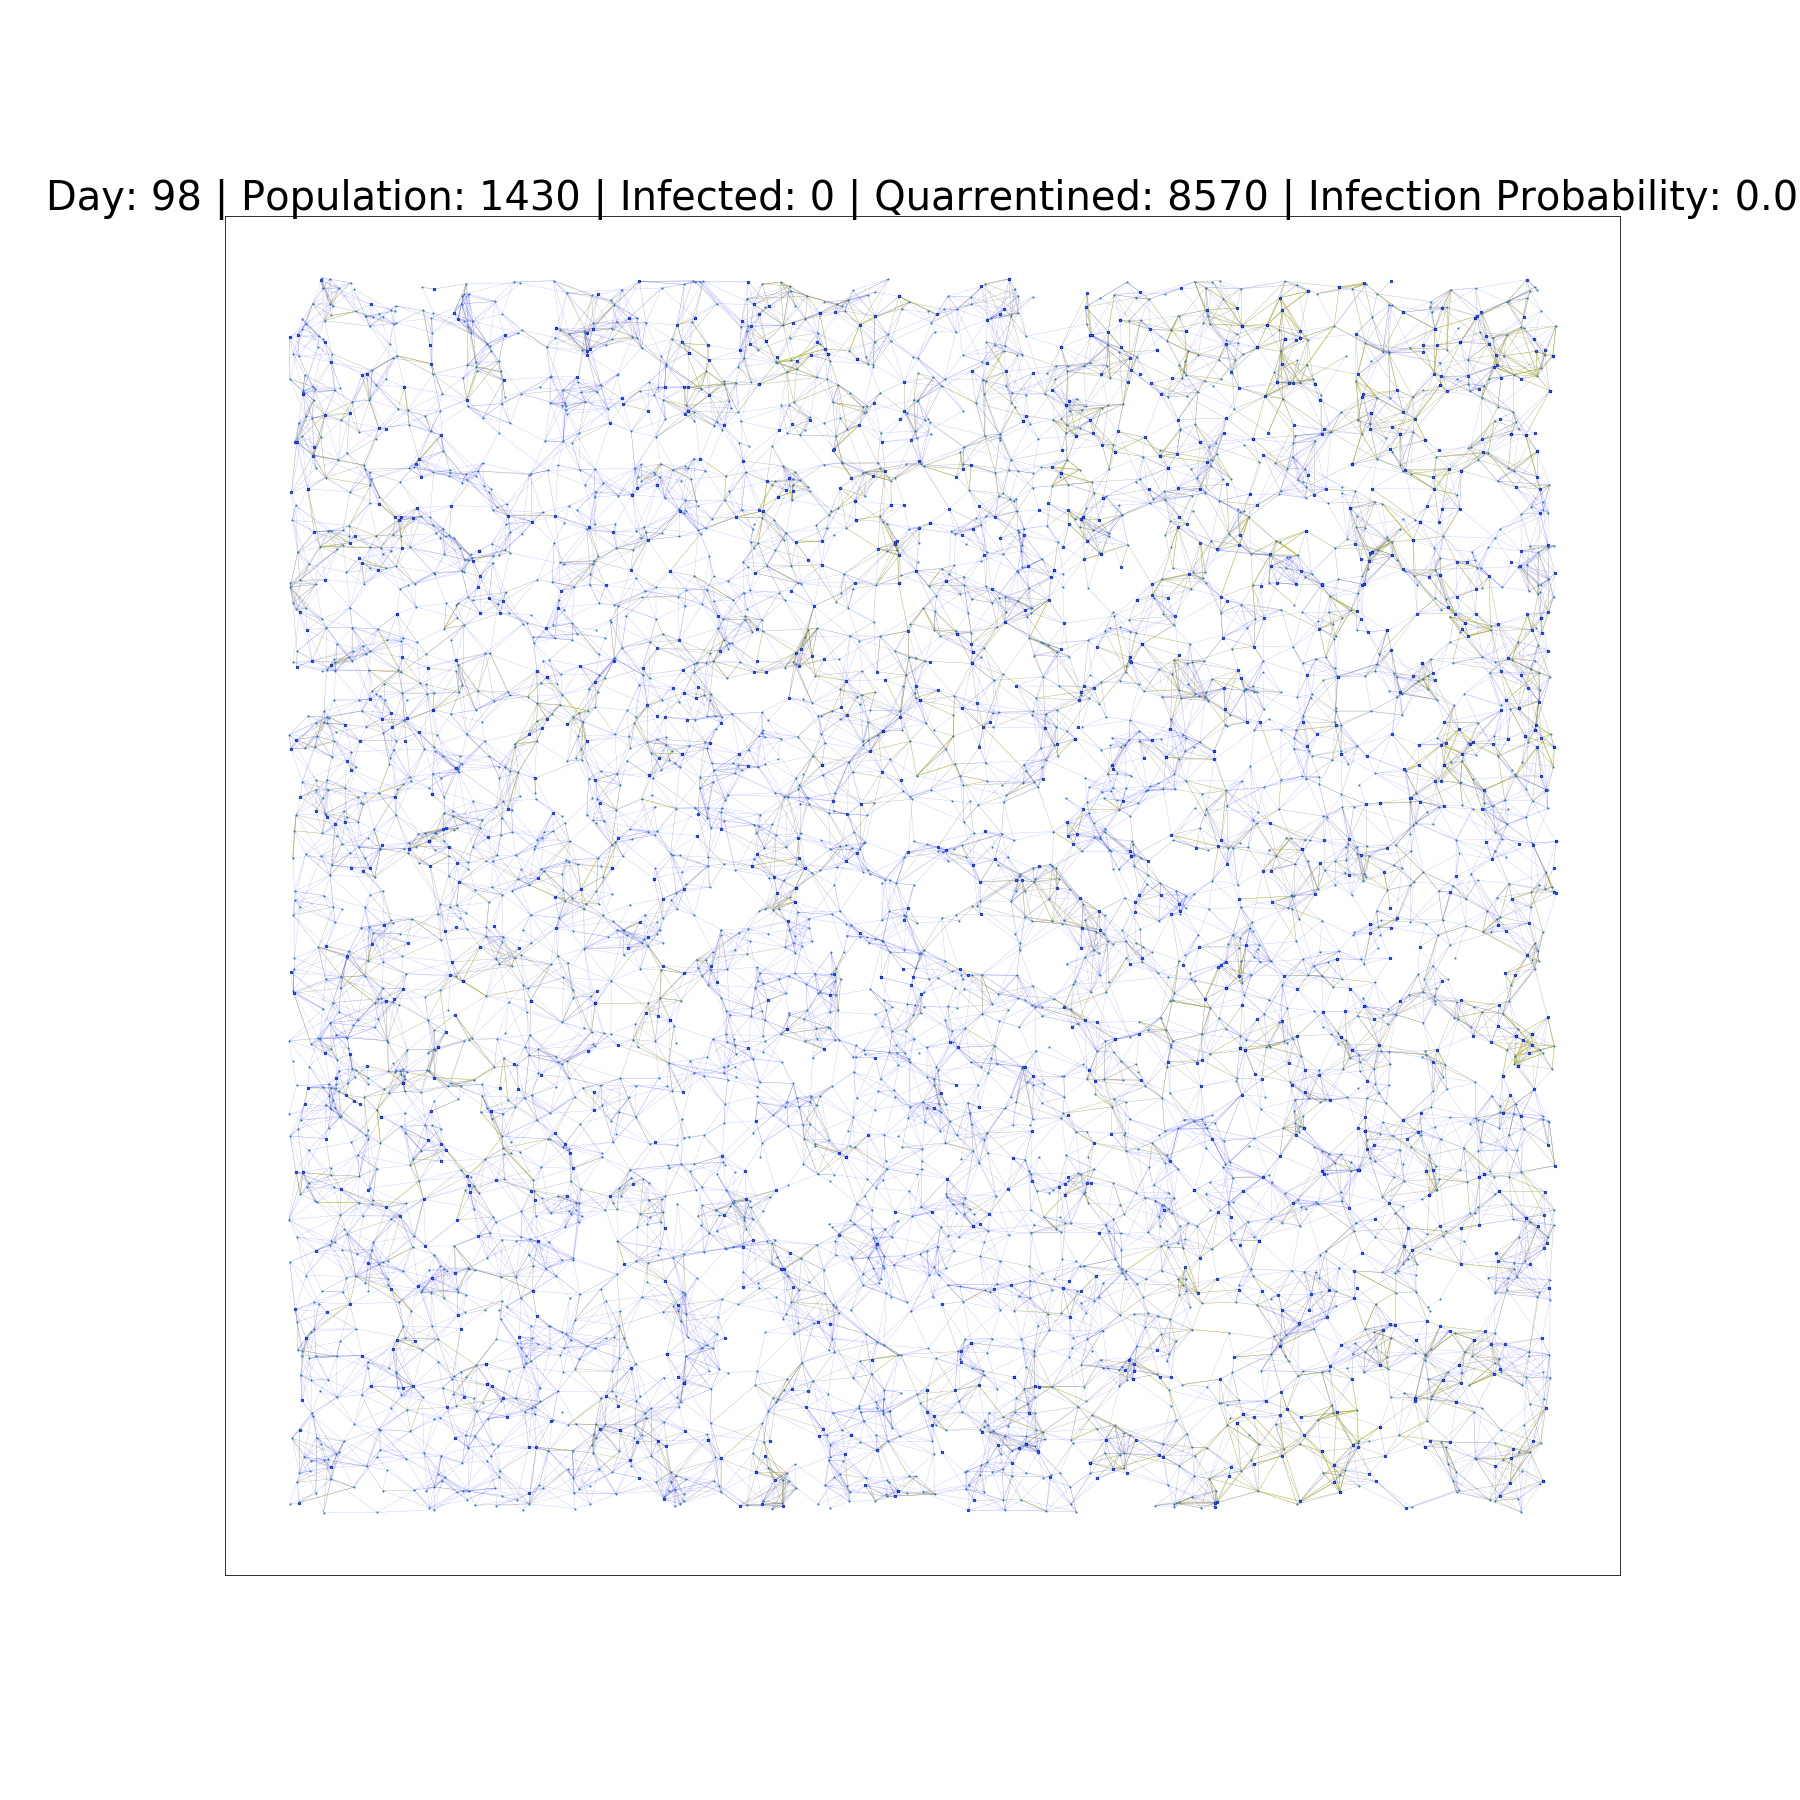 Day: 98 | Population: 1430 | Infected: 0 | Quarrentined: 8570 | Infection Probability: 0.0